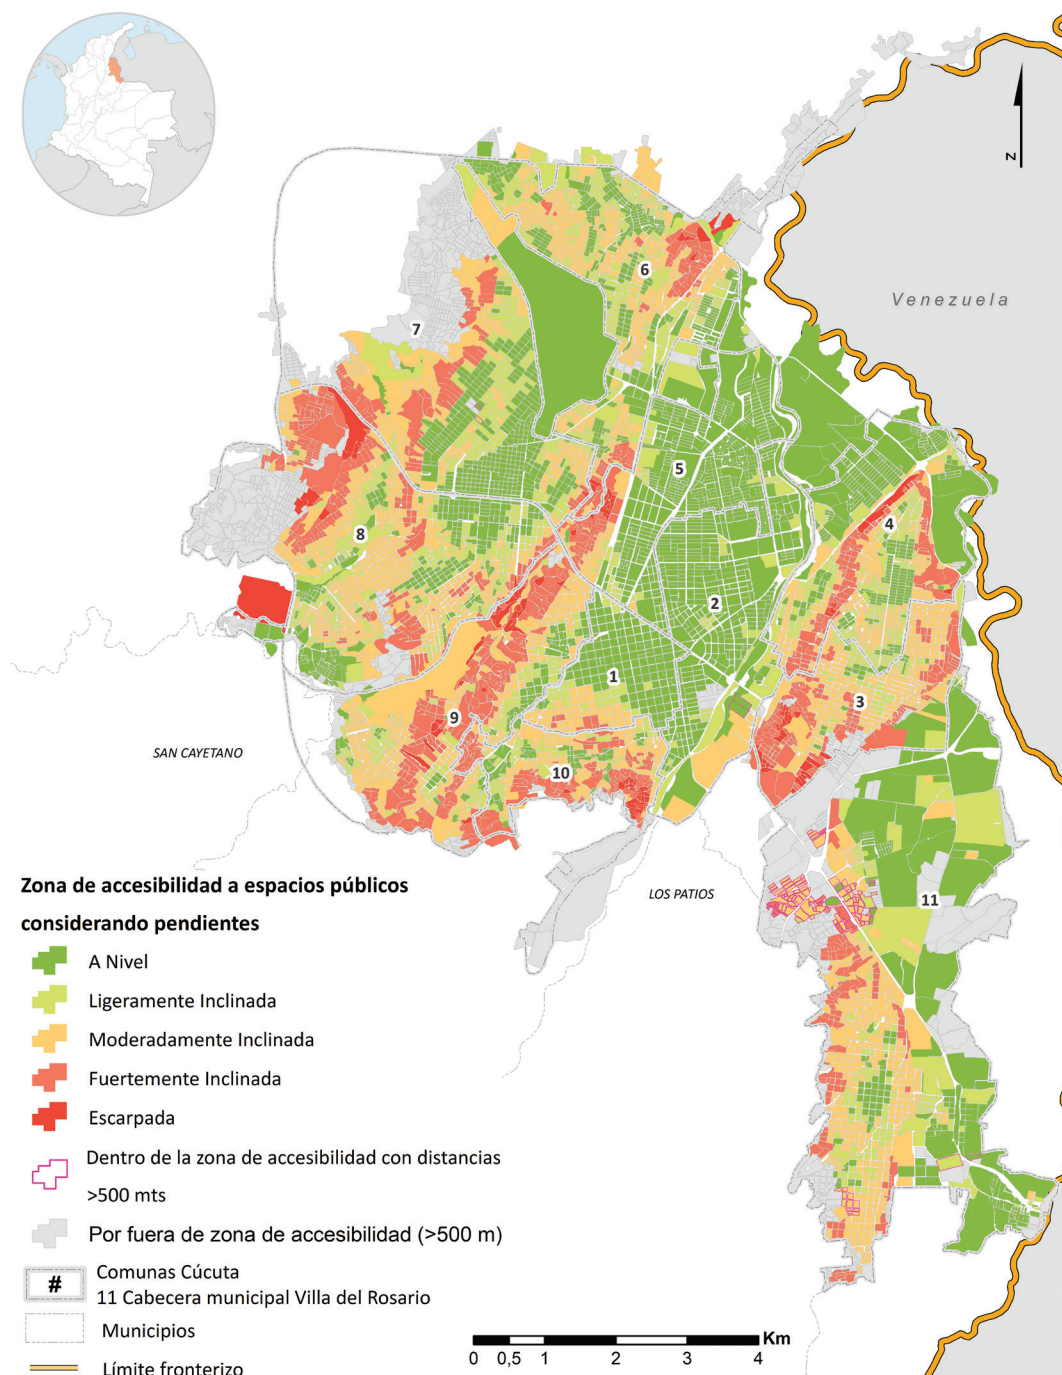 N
Venezuela
6
7
5
4
8
2
1
3
9
SAN CAYETANO
10
LOS PATIOS
11
Zona de accesibilidad a espacios públicos
considerando pendientes
A Nivel
Ligeramente Inclinada
Moderadamente Inclinada
Fuertemente Inclinada
Escarpada
Dentro de la zona de accesibilidad con distancias
>500 mts
Por fuera de zona de accesibilidad (>500 m)
# Comunas Cúcuta
11 Cabecera municipal Villa del Rosario
Municipios
Límite fronterizo
Km
0 0,5 1 2 3 4